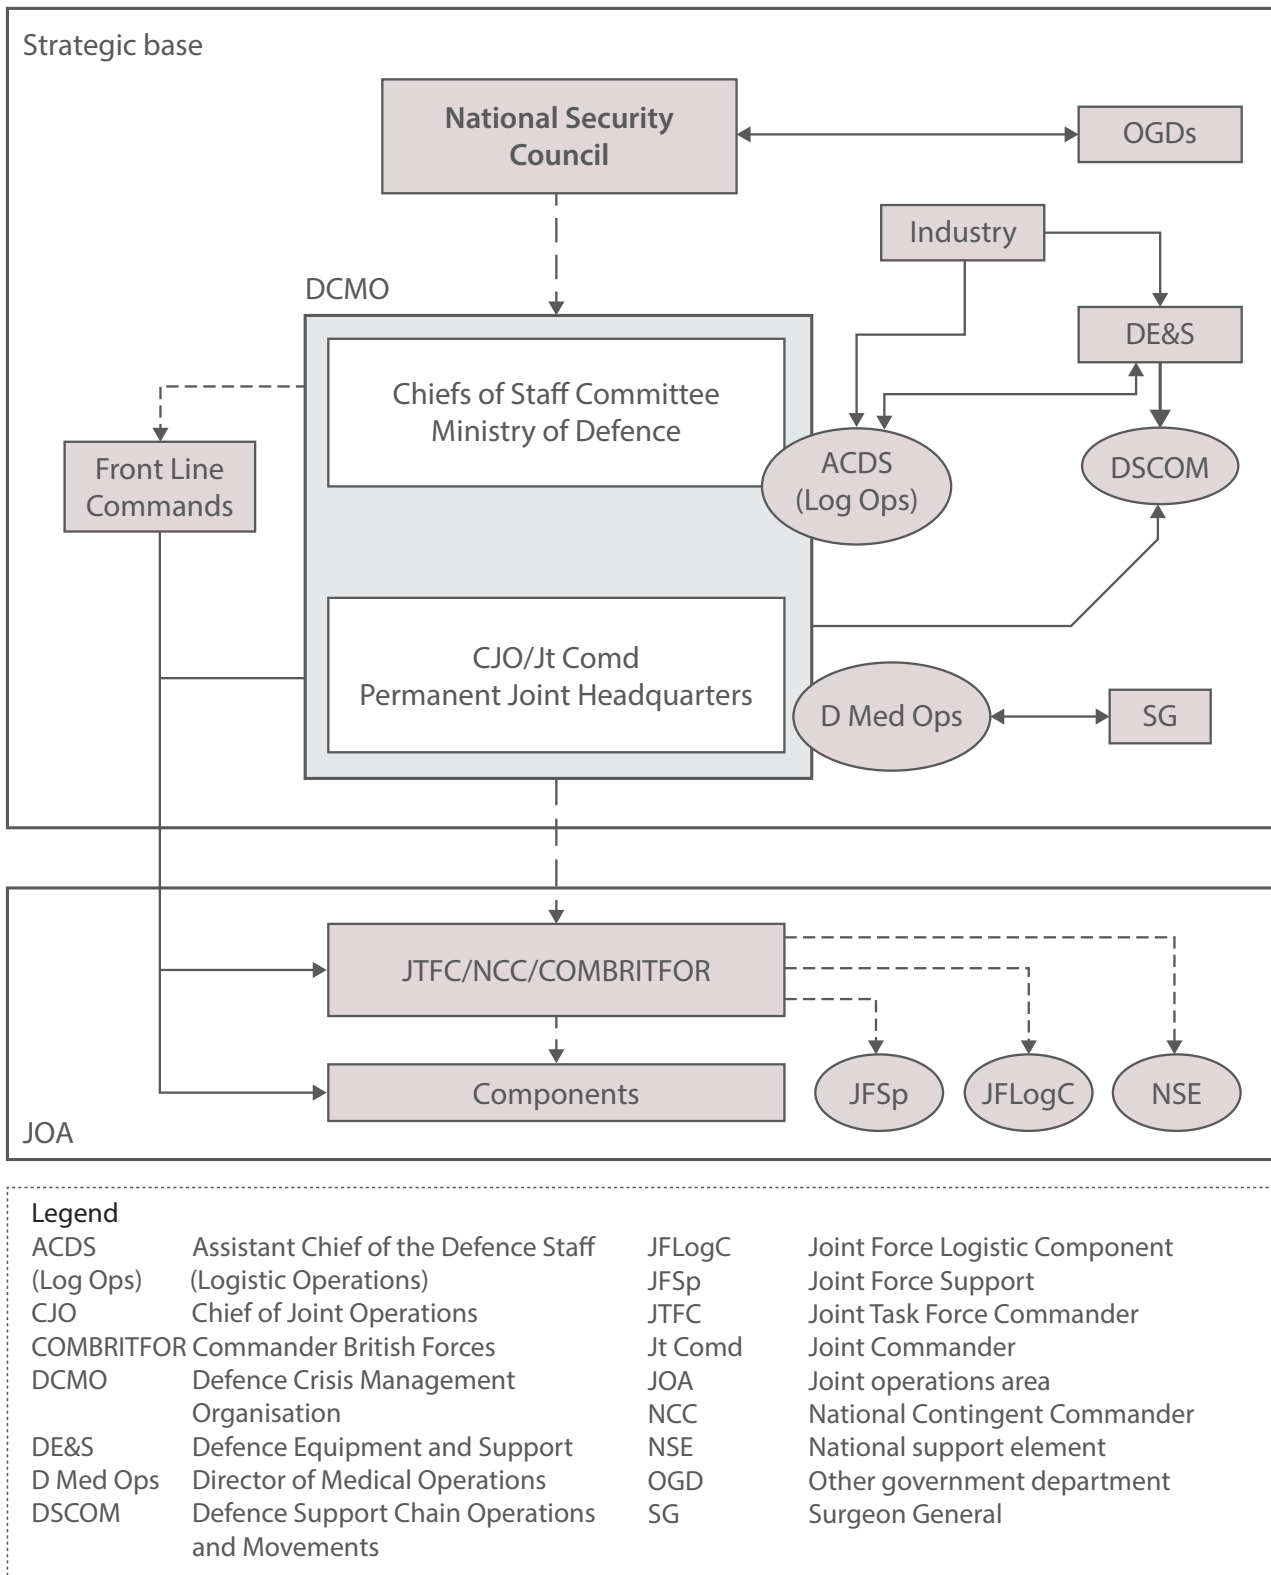 Strategic base
National Security
Council
OGDs
Industry
DCMO
DE&S
Chiefs of Staff Committee
Ministry of Defence
ACDS
(Log Ops)
DSCOM
Front Line
Commands
CJO/Jt Comd
Permanent Joint Headquarters
D Med Ops
SG
JTFC/NCC/COMBRITFOR
Components
JFSp
JFLogC
NSE
JOA
Legend
ACDS Assistant Chief of the Defence Staff
(Log Ops) (Logistic Operations)
CJO Chief of Joint Operations
COMBRITFOR Commander British Forces
DCMO Defence Crisis Management
Organisation
DE&S Defence Equipment and Support
D Med Ops Director of Medical Operations
DSCOM Defence Support Chain Operations
and Movements
JFLogC Joint Force Logistic Component
JFSp Joint Force Support
JTFC Joint Task Force Commander
Jt Comd Joint Commander
JOA Joint operations area
NCC National Contingent Commander
NSE National support element
OGD Other government department
SG Surgeon General